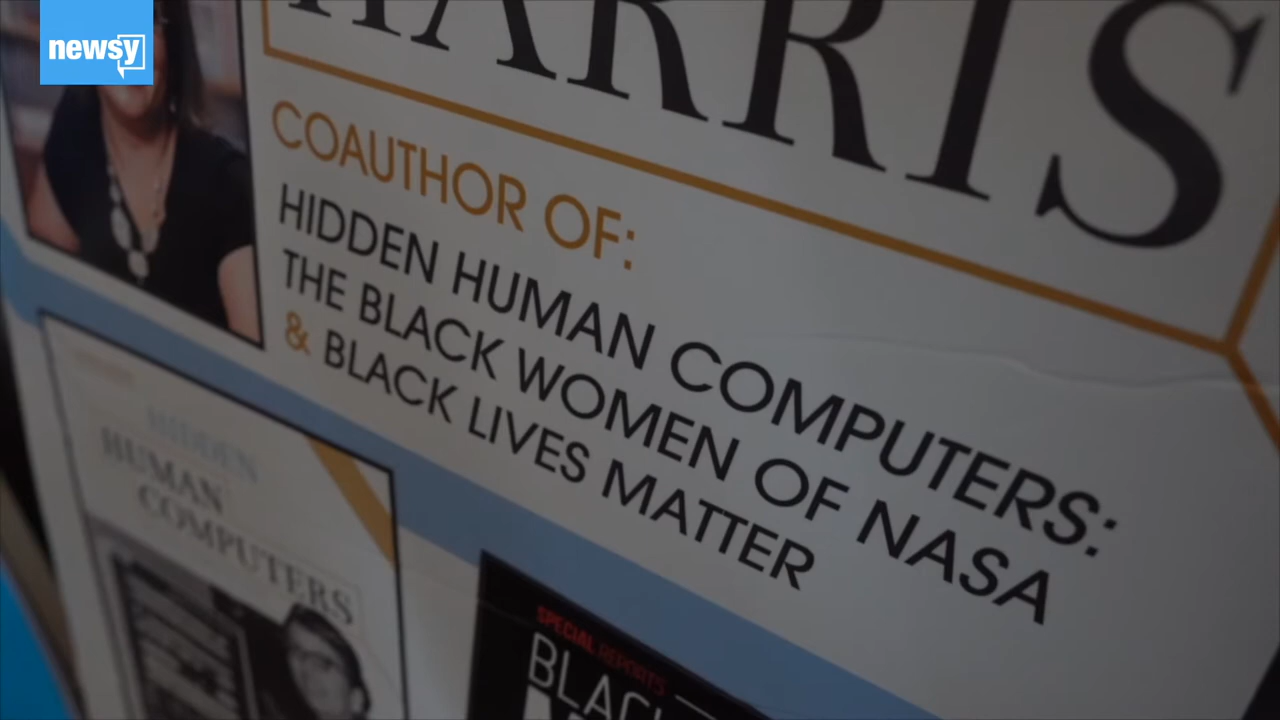 newsy
HARRIS
COAUTHOR OF:
HIDDEN HUMAN COMPUTERS:
THE BLACK WOMEN OF NASA
& BLACK LIVES MATTER
HIDDEN
HUMAN
COMPUTERS
SPECIAL REPORTS